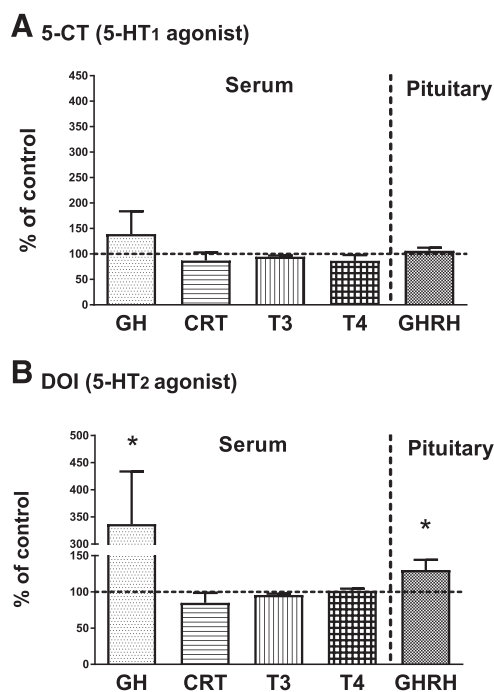 A 5-CT (5-HT1 agonist)
Serum
Pituitary
% of control
450
400
350
300
250
200
150
100
50
0
GH CRT T3 T4 GHRH
B DOI (5-HT2 agonist)
Serum
Pituitary
% of control
500
450
400
350
300
150
100
50
0
*
*
GH CRT T3 T4 GHRH